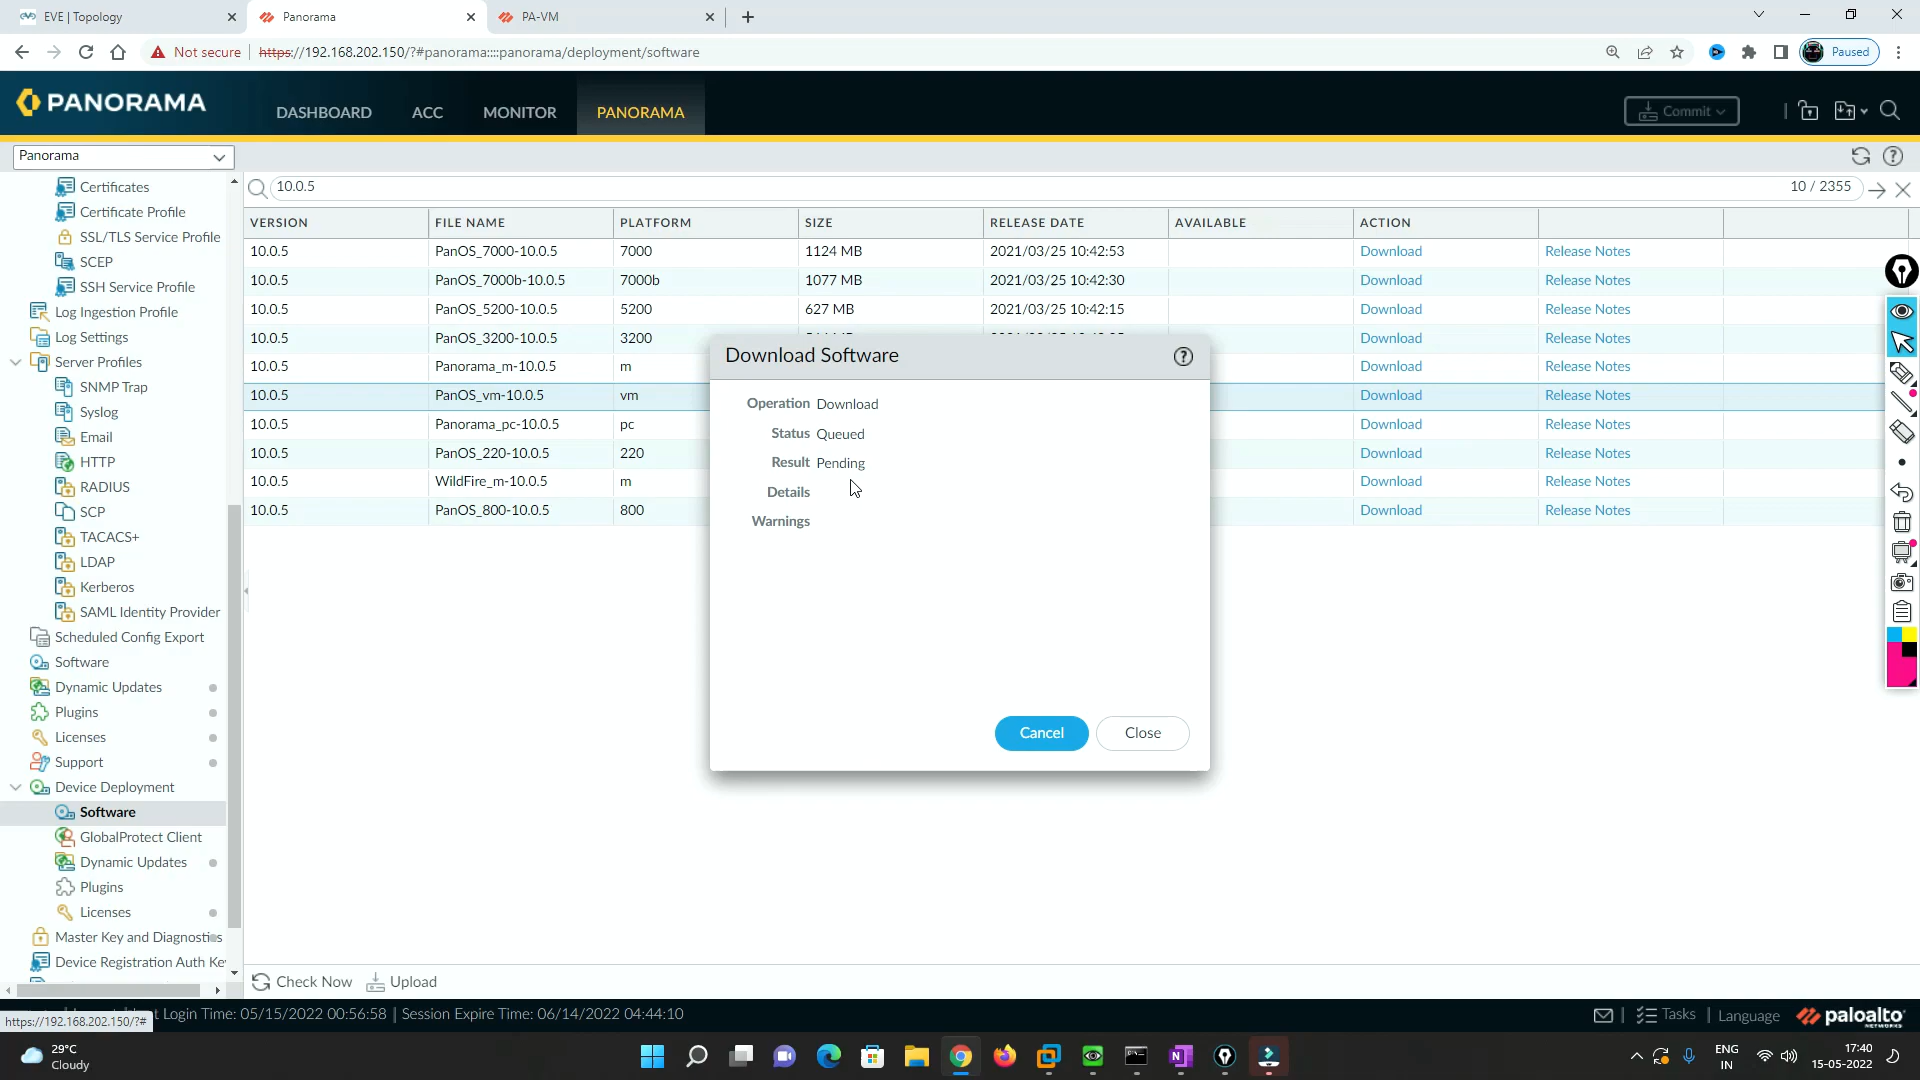 EVE | Topology
Panorama
PA-VM
Not secure
https://192.168.202.150/?#panorama::::panorama/deployment/software
Paused
PANORAMA
DASHBOARD
ACC
MONITOR
PANORAMA
Commit
Panorama
Certificates
Certificate Profile
SSL/TLS Service Profile
SCEP
SSH Service Profile
Log Ingestion Profile
Log Settings
Server Profiles
SNMP Trap
Syslog
Email
HTTP
RADIUS
SCP
TACACS+
LDAP
Kerberos
SAML Identity Provider
Scheduled Config Export
Software
Dynamic Updates
Plugins
Licenses
Support
Device Deployment
Software
GlobalProtect Client
Dynamic Updates
Plugins
Licenses
Master Key and Diagnostics
Device Registration Auth Ke
10.0.5
10 / 2355
VERSION FILE NAME PLATFORM SIZE RELEASE DATE AVAILABLE ACTION
10.0.5 PanOS_7000-10.0.5 7000 1124 MB 2021/03/25 10:42:53 Download Release Notes
10.0.5 PanOS_7000b-10.0.5 7000b 1077 MB 2021/03/25 10:42:30 Download Release Notes
10.0.5 PanOS_5200-10.0.5 5200 627 MB 2021/03/25 10:42:15 Download Release Notes
10.0.5 PanOS_3200-10.0.5 3200 Download Release Notes
10.0.5 Panorama_m-10.0.5 m Download Release Notes
10.0.5 PanOS_vm-10.0.5 vm Download Release Notes
10.0.5 Panorama_pc-10.0.5 pc Download Release Notes
10.0.5 PanOS_220-10.0.5 220 Download Release Notes
10.0.5 WildFire_m-10.0.5 m Download Release Notes
10.0.5 PanOS_800-10.0.5 800 Download Release Notes
Download Software
Operation Download
Status Queued
Result Pending
Details
Warnings
Cancel
Close
Check Now
Upload
https://192.168.202.150/?#
t Login Time: 05/15/2022 00:56:58 | Session Expire Time: 06/14/2022 04:44:10
Tasks | Language
paloalto
NETWORKS
29°C
Cloudy
ENG
IN
17:40
15-05-2022